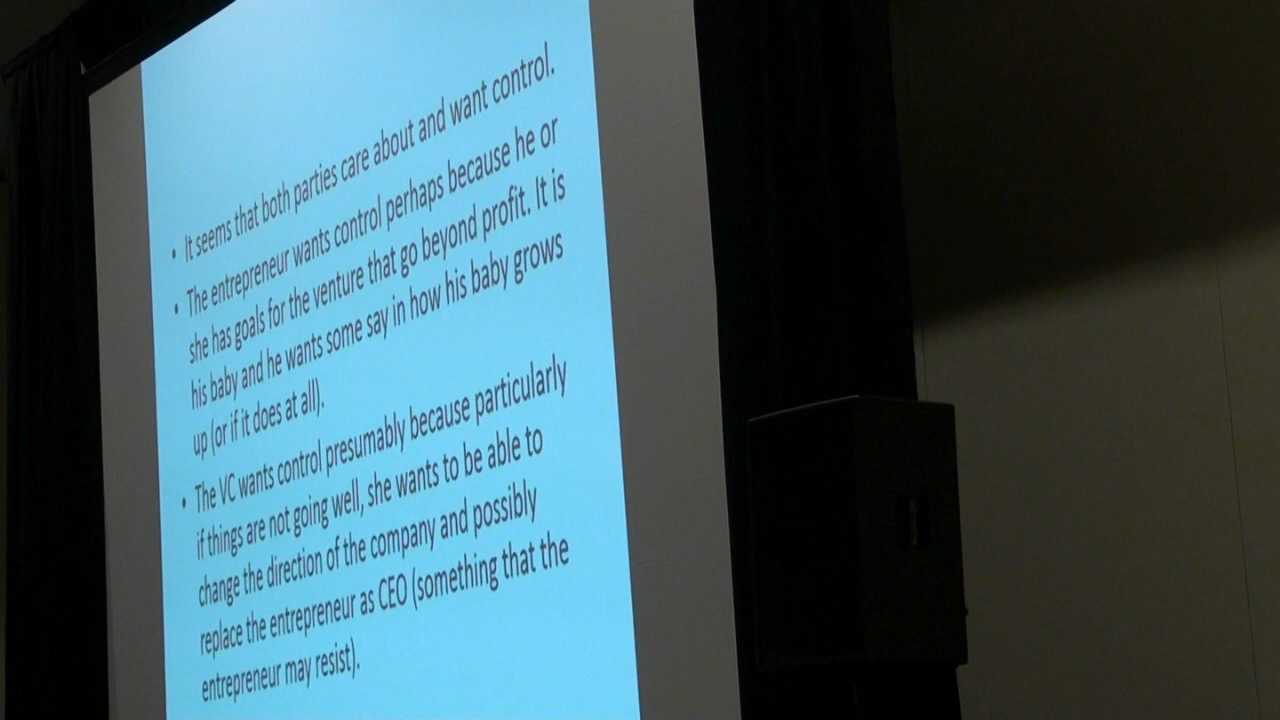 • It seems that both parties care about and want control.
• The entrepreneur wants control perhaps because he or
she has goals for the venture that go beyond profit. It is
his baby and he wants some say in how his baby grows
up (or if it does at all).
• The VC wants control presumably because particularly
if things are not going well, she wants to be able to
change the direction of the company and possibly
replace the entrepreneur as CEO (something that the
entrepreneur may resist).